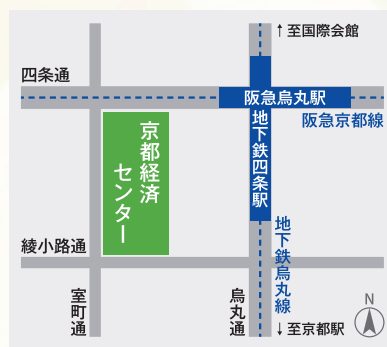 ↑至国際会館
四条通
阪急烏丸駅
阪急京都線
地下鉄四条駅
京都経済
センター
地下鉄烏丸線
綾小路通
室町通
烏丸通
↓至京都駅
N